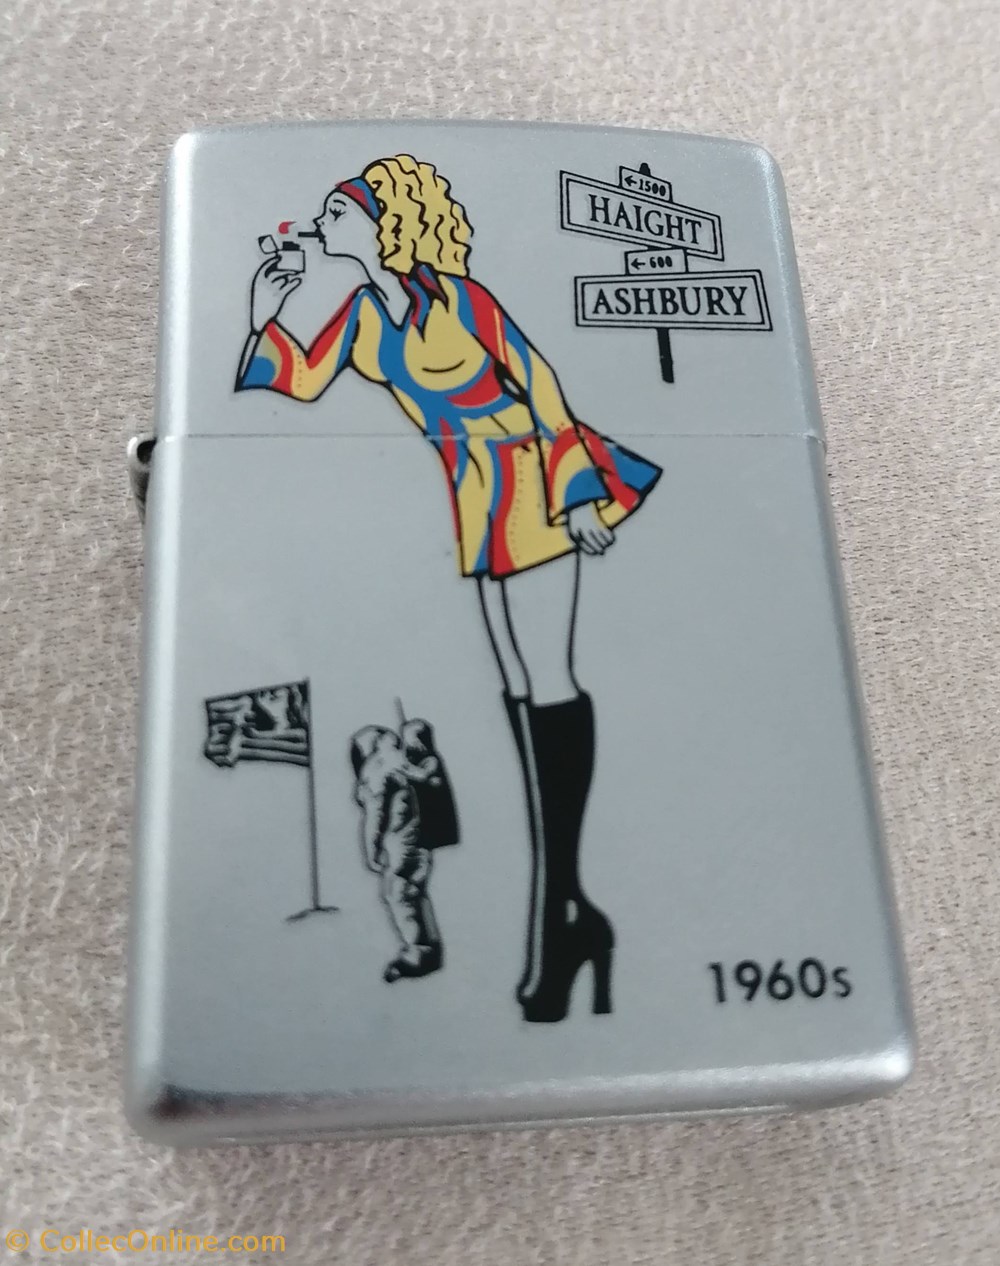 ←1500
HAIGHT
←600
ASHBURY
1960s
© CollecOnline.com